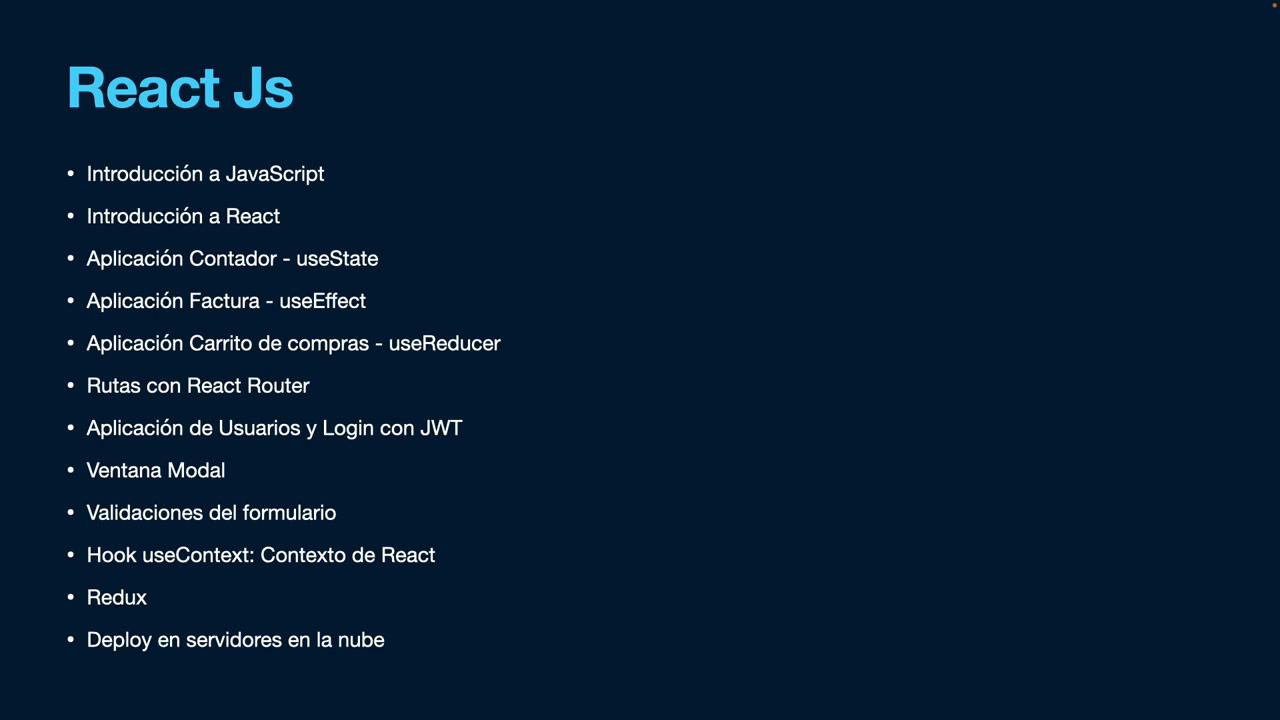 React Js
• Introducción a JavaScript
• Introducción a React
• Aplicación Contador - useState
• Aplicación Factura - useEffect
• Aplicación Carrito de compras - useReducer
• Rutas con React Router
• Aplicación de Usuarios y Login con JWT
• Ventana Modal
• Validaciones del formulario
• Hook useContext: Contexto de React
• Redux
• Deploy en servidores en la nube